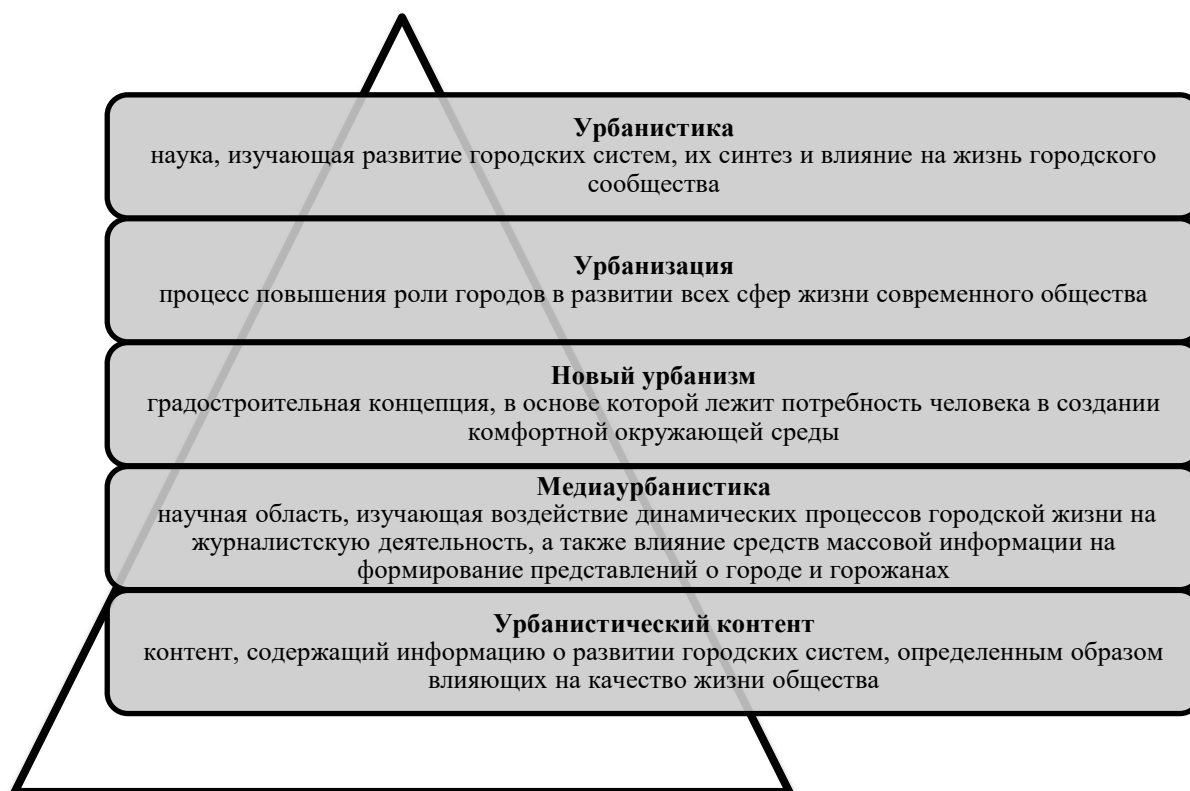 Урбанистика
наука, изучающая развитие городских систем, их синтез и влияние на жизнь городского
сообщества
Урбанизация
процесс повышения роли городов в развитии всех сфер жизни современного общества
Новый урбанизм
градостроительная концепция, в основе которой лежит потребность человека в создании
комфортной окружающей среды
Медиаурбанистика
научная область, изучающая воздействие динамических процессов городской жизни на
журналистскую деятельность, а также влияние средств массовой информации на
формирование представлений о городе и горожанах
Урбанистический контент
контент, содержащий информацию о развитии городских систем, определенным образом
влияющих на качество жизни общества